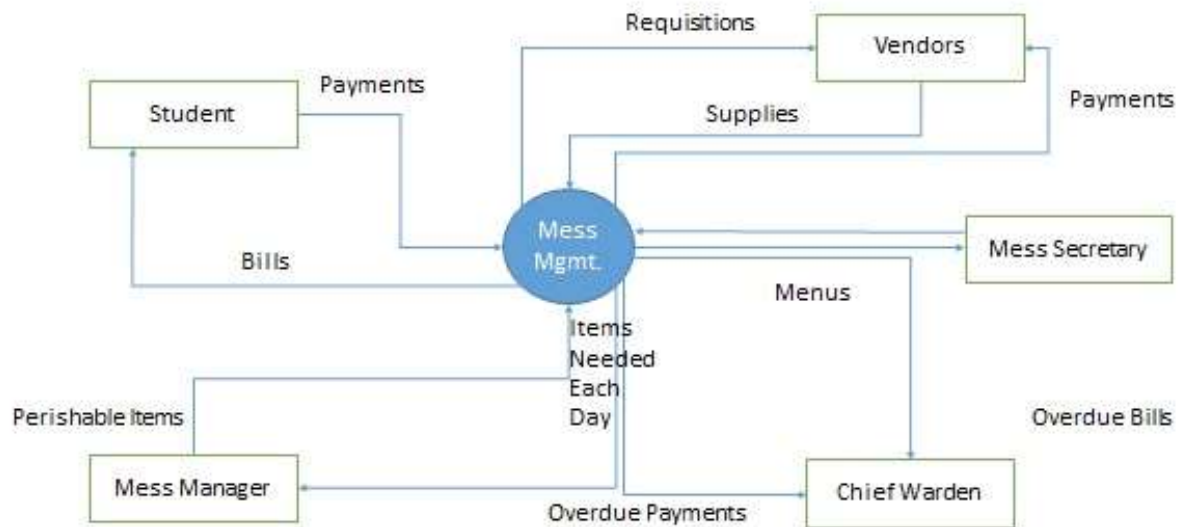 Requisitions
Vendors
Payments
Student
Supplies
Payments
Mess
Mgmt.
Mess Secretary
Bills
Menus
Items
Needed
Each
Day
Perishable Items
Overdue Bills
Mess Manager
Chief Warden
Overdue Payments